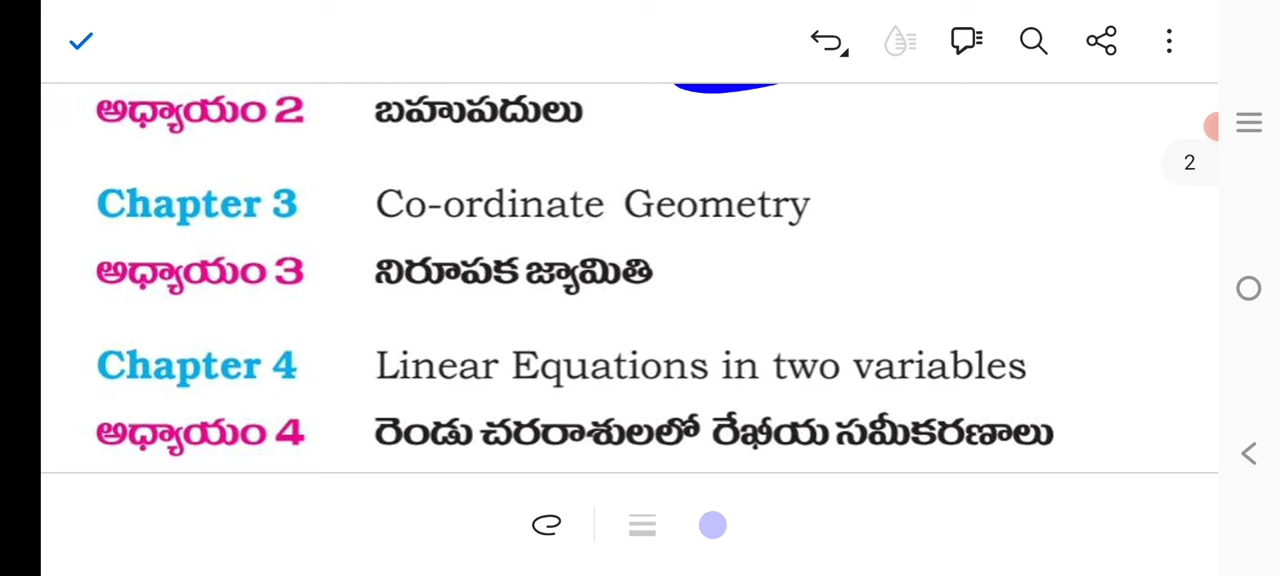 అధ్యాయం 2 బహుపదులు
2
Chapter 3 Co-ordinate Geometry
అధ్యాయం 3 నిరూపక జ్యామితి
Chapter 4 Linear Equations in two variables
అధ్యాయం 4 రెండు చరరాశులలో రేఖీయ సమీకరణాలు